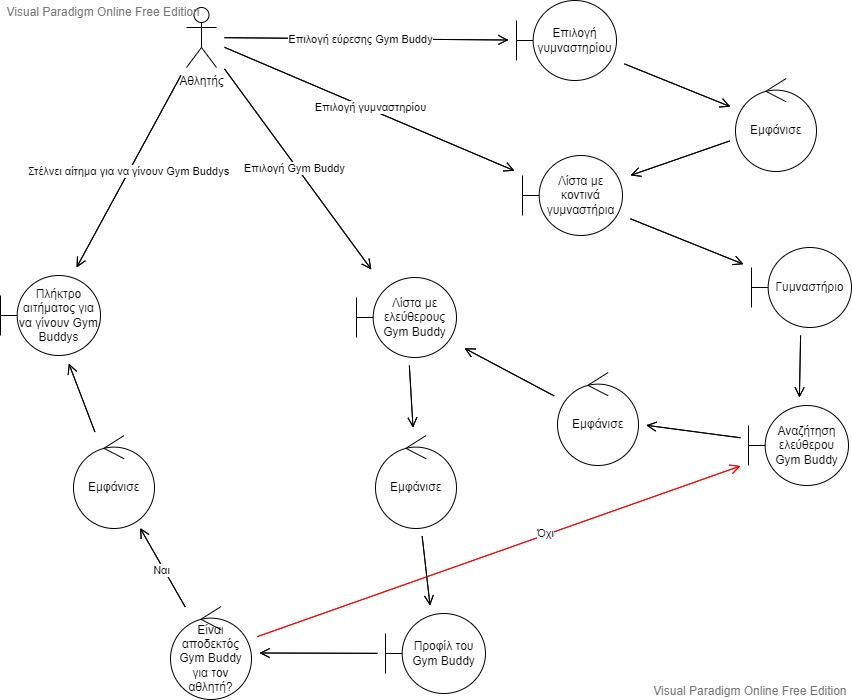 Visual Paradigm Online Free Edition
Αθλητής
Επιλογή εύρεσης Gym Buddy
Επιλογή
γυμναστηρίου
Επιλογή γυμναστηρίου
Εμφάνισε
Στέλνει αίτημα για να γίνουν Gym Buddys
Επιλογή Gym Buddy
Λίστα με
κοντινά
γυμναστήρια
Γυμναστήριο
Πλήκτρο
αιτήματος για
να γίνουν Gym
Buddys
Λίστα με
ελεύθερους
Gym Buddy
Εμφάνισε
Αναζήτηση
ελεύθερου
Gym Buddy
Εμφάνισε
Εμφάνισε
Όχι
Ναι
Είναι
αποδεκτός
Gym Buddy
για τον
αθλητή?
Προφίλ του
Gym Buddy
Visual Paradigm Online Free Edition